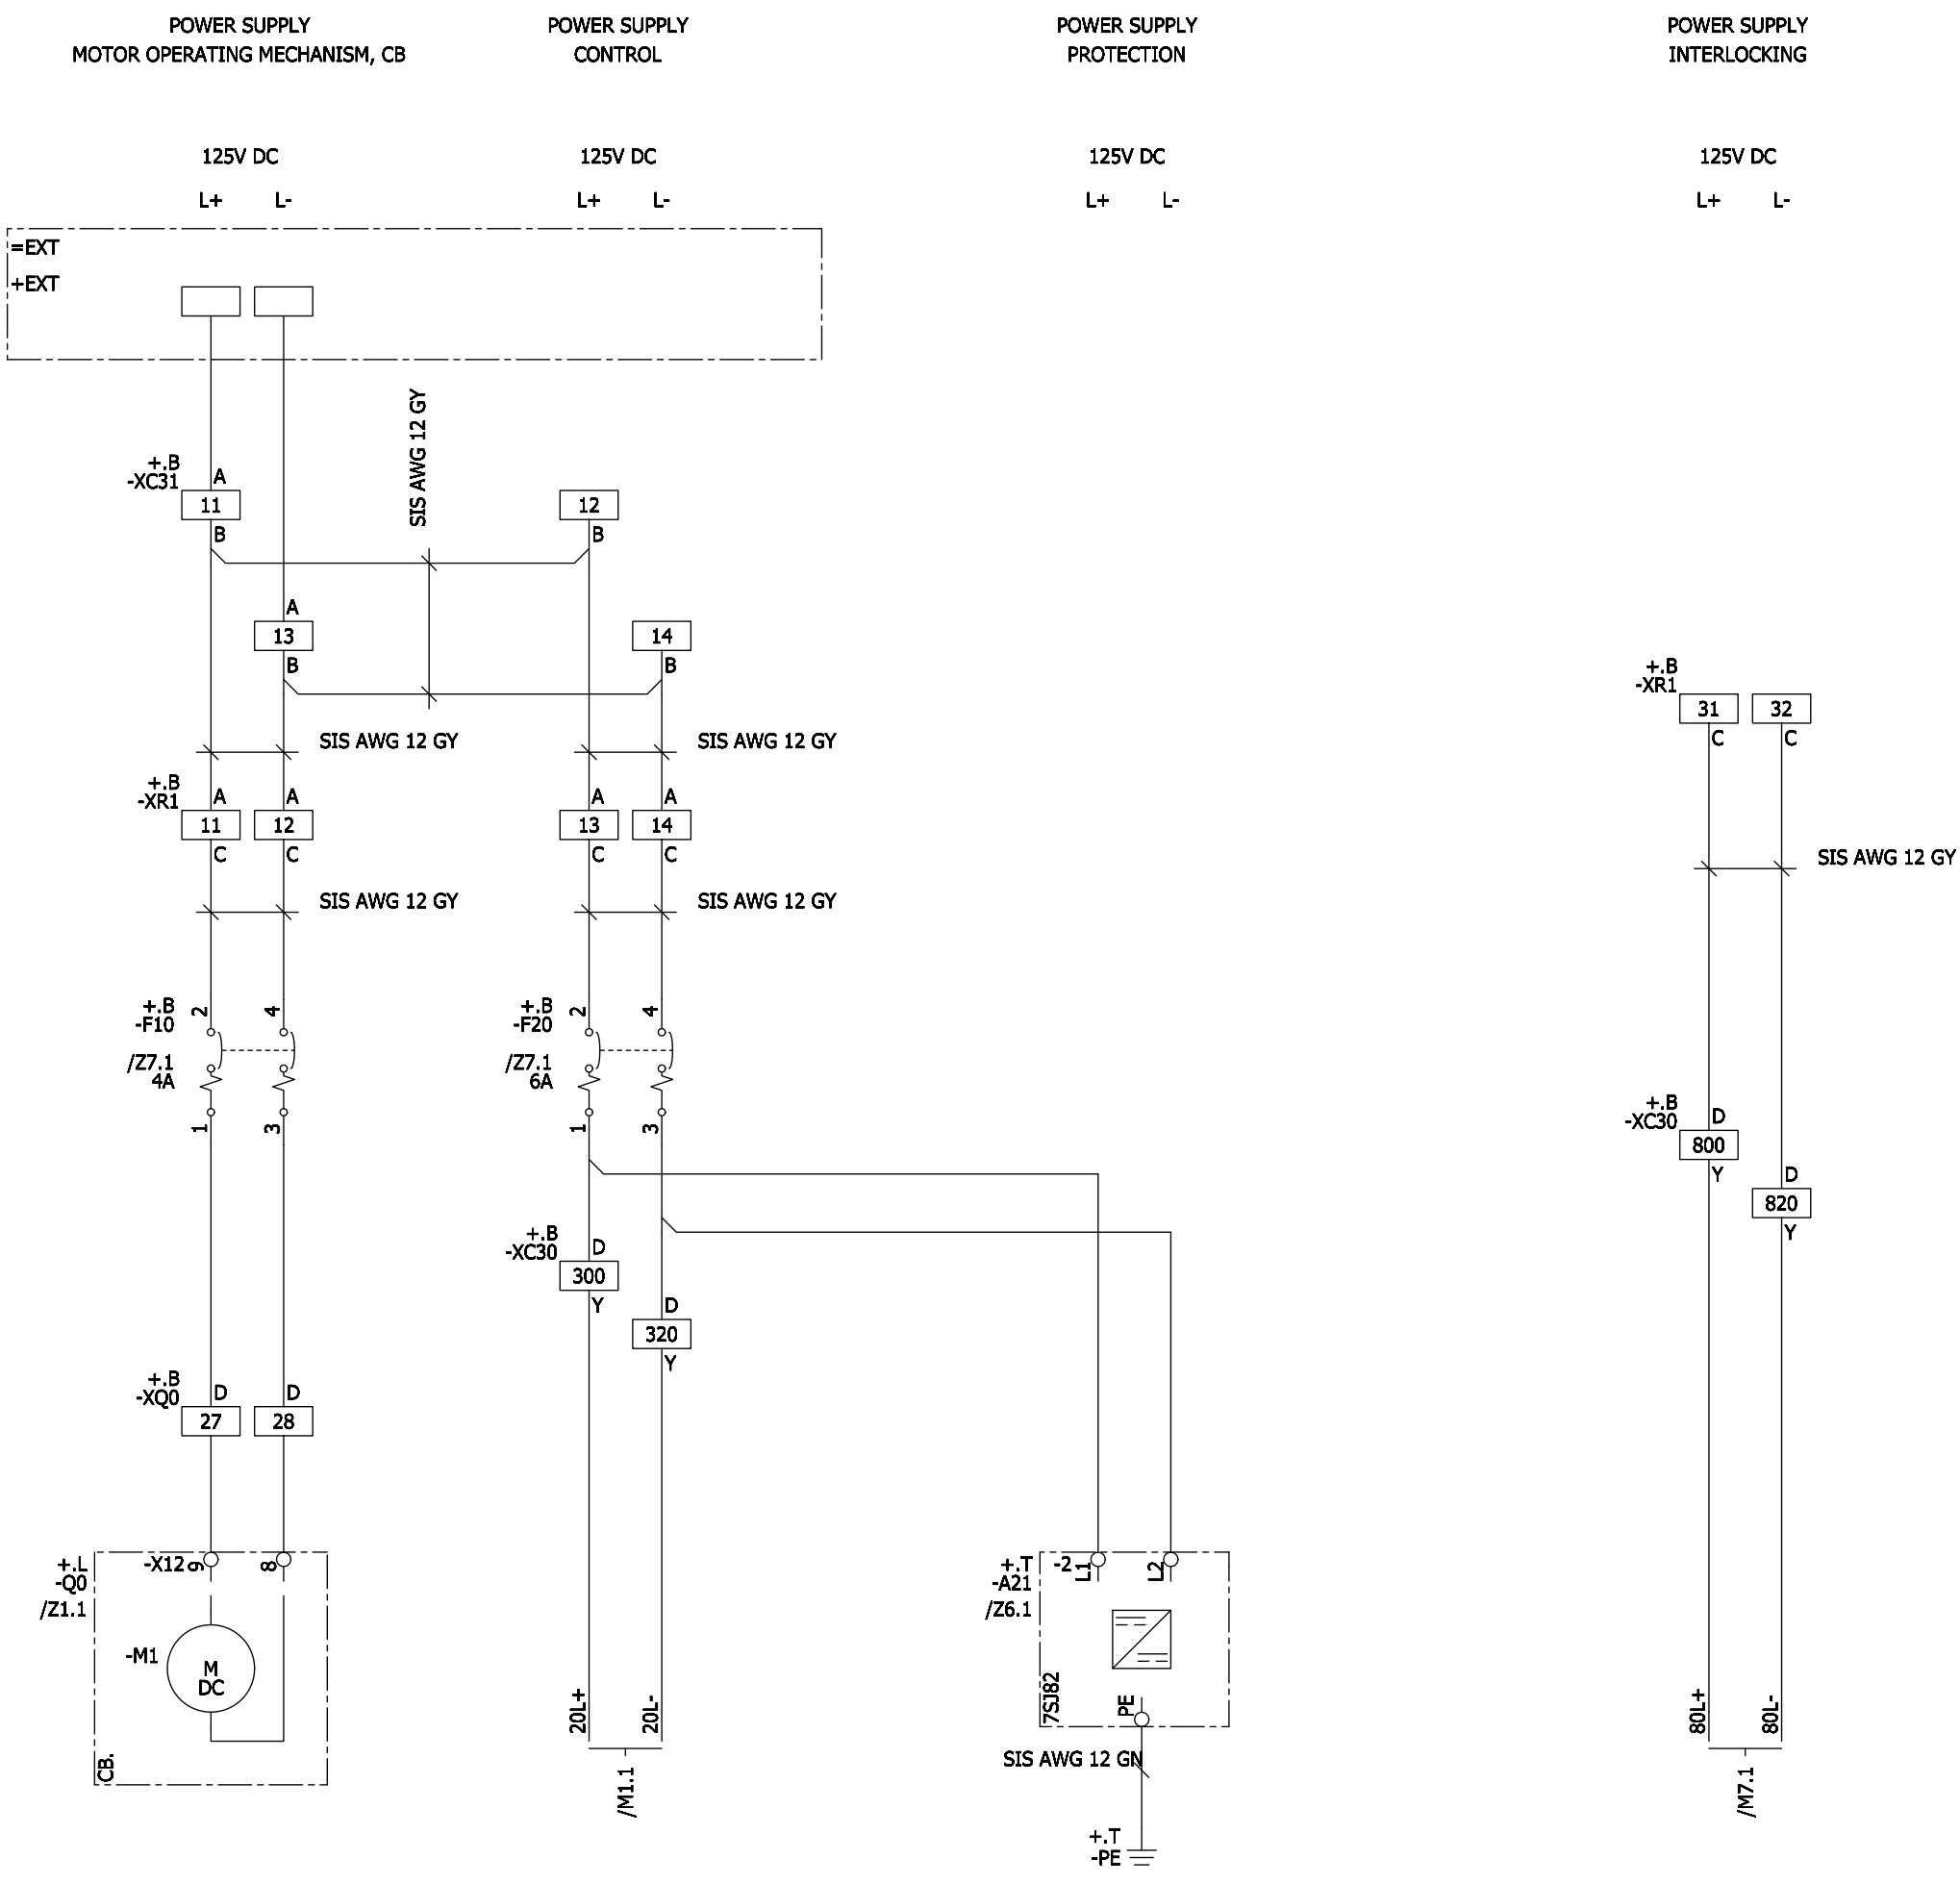 POWER SUPPLY
MOTOR OPERATING MECHANISM, CB
POWER SUPPLY
CONTROL
POWER SUPPLY
PROTECTION
POWER SUPPLY
INTERLOCKING
125V DC
125V DC
125V DC
125V DC
L+ L-
L+ L-
L+ L-
L+ L-
=EXT
+EXT
SIS AWG 12 GY
+.B
-XC31
A
11
B
12
B
A
13
B
14
B
SIS AWG 12 GY
SIS AWG 12 GY
+.B
-XR1
A A
11 12
C C
A A
13 14
C C
SIS AWG 12 GY
SIS AWG 12 GY
+.B
-XR1
31 32
C C
SIS AWG 12 GY
+.B
-F10
/Z7.1
4A
2 4
1 3
+.B
-F20
/Z7.1
6A
2 4
1 3
+.B
-XC30
D
800
Y
D
820
Y
+.B
-XC30
D
300
Y
D
320
Y
+.B
-XQ0
D D
27 28
+.L
-Q0
/Z1.1
-X12
9 8
-M1
M
DC
CB.
20L+ 20L-
/M1.1
+.T
-A21
/Z6.1
-2
L1 L2
7SJ82
PE
SIS AWG 12 GN
+.T
-PE
80L+ 80L-
/M7.1